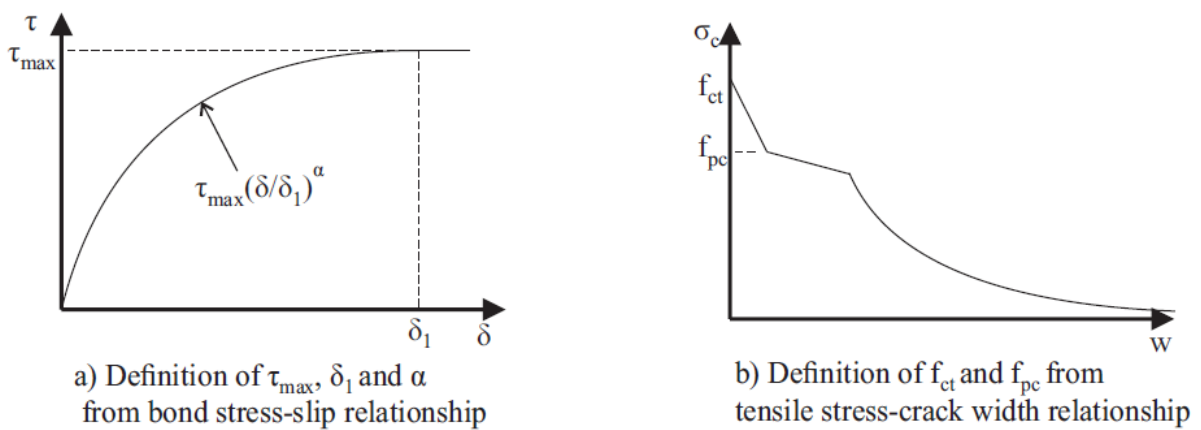 τ
τmax
τmax(δ/δ1)^α
δ1
δ
a) Definition of τmax, δ1 and α
from bond stress-slip relationship
σc
fct
fpc
w
b) Definition of fct and fpc from
tensile stress-crack width relationship